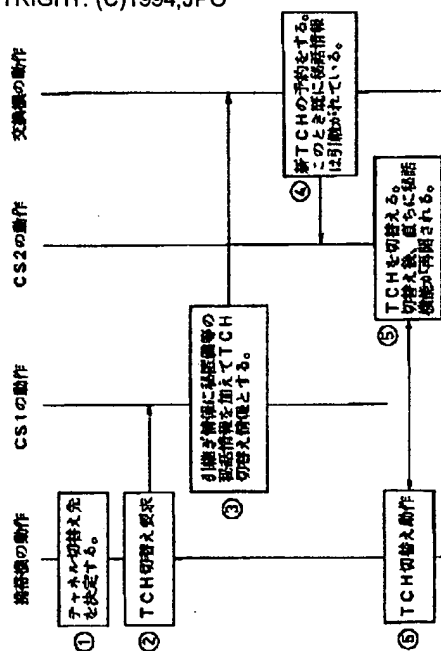 TRIGHT: (C)1994,JPO
携帯機の動作
CS1の動作
CS2の動作
交換機の動作
①
チャネル切替え先
を決定する。
②
TCH切替え要求
③
引継ぎ情報に秘話鍵等の
秘話情報を加えてTCH
切替え情報とする。
④
新TCHの予約をする。
このとき既に秘話情報
は引継がれている。
⑤
TCHを切替える。
切替え後、直ちに秘話
機能が再開される。
⑥
TCH切替え動作